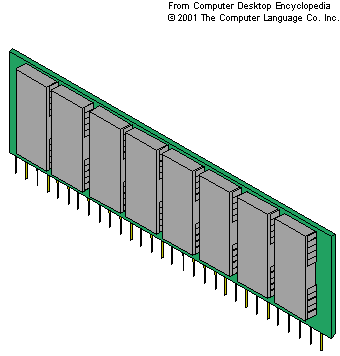 From Computer Desktop Encyclopedia
© 2001 The Computer Language Co. Inc.